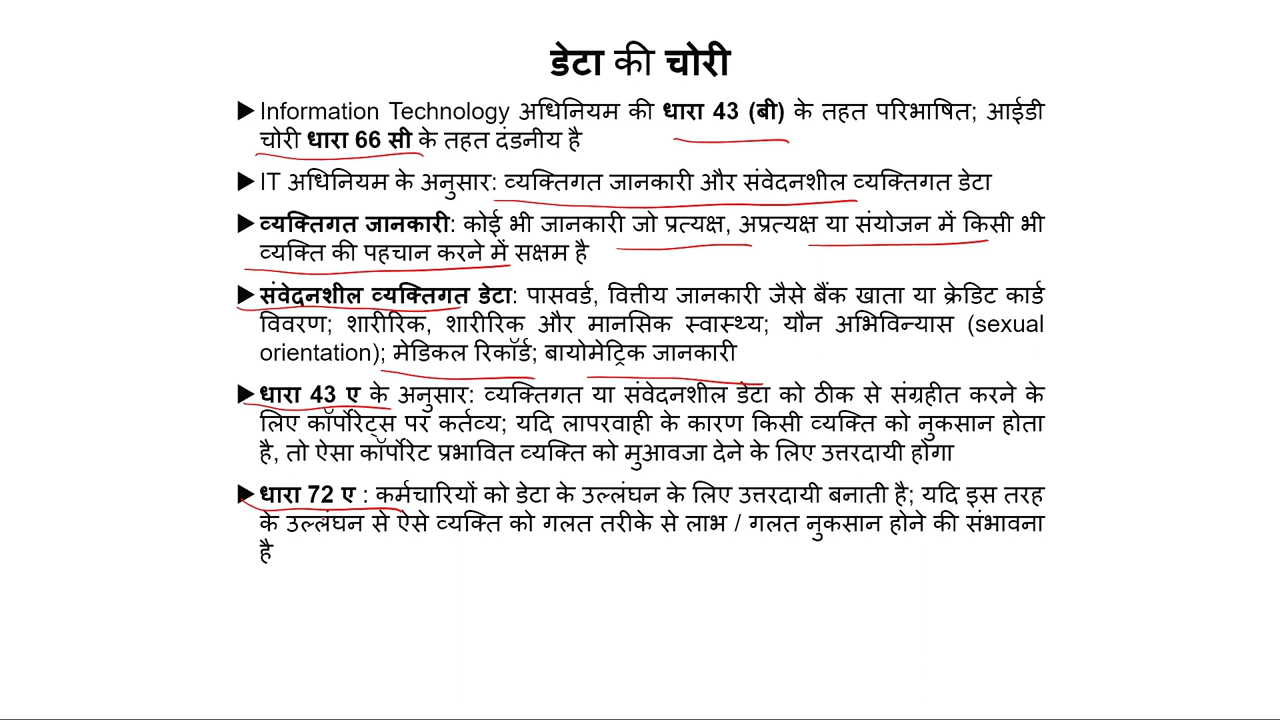 डेटा की चोरी
▶Information Technology अधिनियम की धारा 43 (बी) के तहत परिभाषित; आईडी
चोरी धारा 66 सी के तहत दंडनीय है
▶IT अधिनियम के अनुसार: व्यक्तिगत जानकारी और संवेदनशील व्यक्तिगत डेटा
▶व्यक्तिगत जानकारी: कोई भी जानकारी जो प्रत्यक्ष, अप्रत्यक्ष या संयोजन में किसी भी
व्यक्ति की पहचान करने में सक्षम है
▶संवेदनशील व्यक्तिगत डेटा: पासवर्ड, वित्तीय जानकारी जैसे बैंक खाता या क्रेडिट कार्ड
विवरण; शारीरिक, शारीरिक और मानसिक स्वास्थ्य; यौन अभिविन्यास (sexual
orientation); मेडिकल रिकॉर्ड; बायोमेट्रिक जानकारी
▶धारा 43 ए के अनुसार: व्यक्तिगत या संवेदनशील डेटा को ठीक से संग्रहीत करने के
लिए कॉर्पोरेट्स पर कर्तव्य; यदि लापरवाही के कारण किसी व्यक्ति को नुकसान होता
है, तो ऐसा कॉर्पोरेट प्रभावित व्यक्ति को मुआवजा देने के लिए उत्तरदायी होगा
▶धारा 72 ए : कर्मचारियों को डेटा के उल्लंघन के लिए उत्तरदायी बनाती है; यदि इस तरह
के उल्लंघन से ऐसे व्यक्ति को गलत तरीके से लाभ / गलत नुकसान होने की संभावना
है